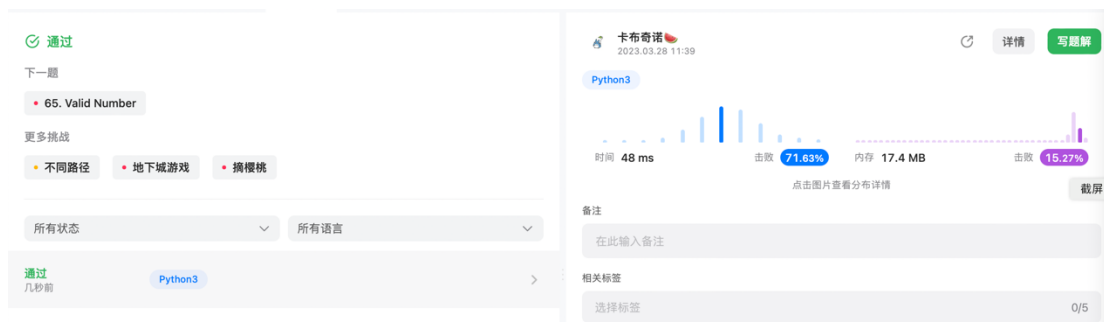 通过
下一题
65. Valid Number
更多挑战
不同路径 地下城游戏 摘樱桃
所有状态 所有语言
通过
几秒前
Python3
卡布奇诺🍉
2023.03.28 11:39
详情 写题解
Python3
时间 48 ms 击败 71.63% 内存 17.4 MB 击败 15.27%
点击图片查看分布详情
截屏
备注
在此输入备注
相关标签
选择标签 0/5